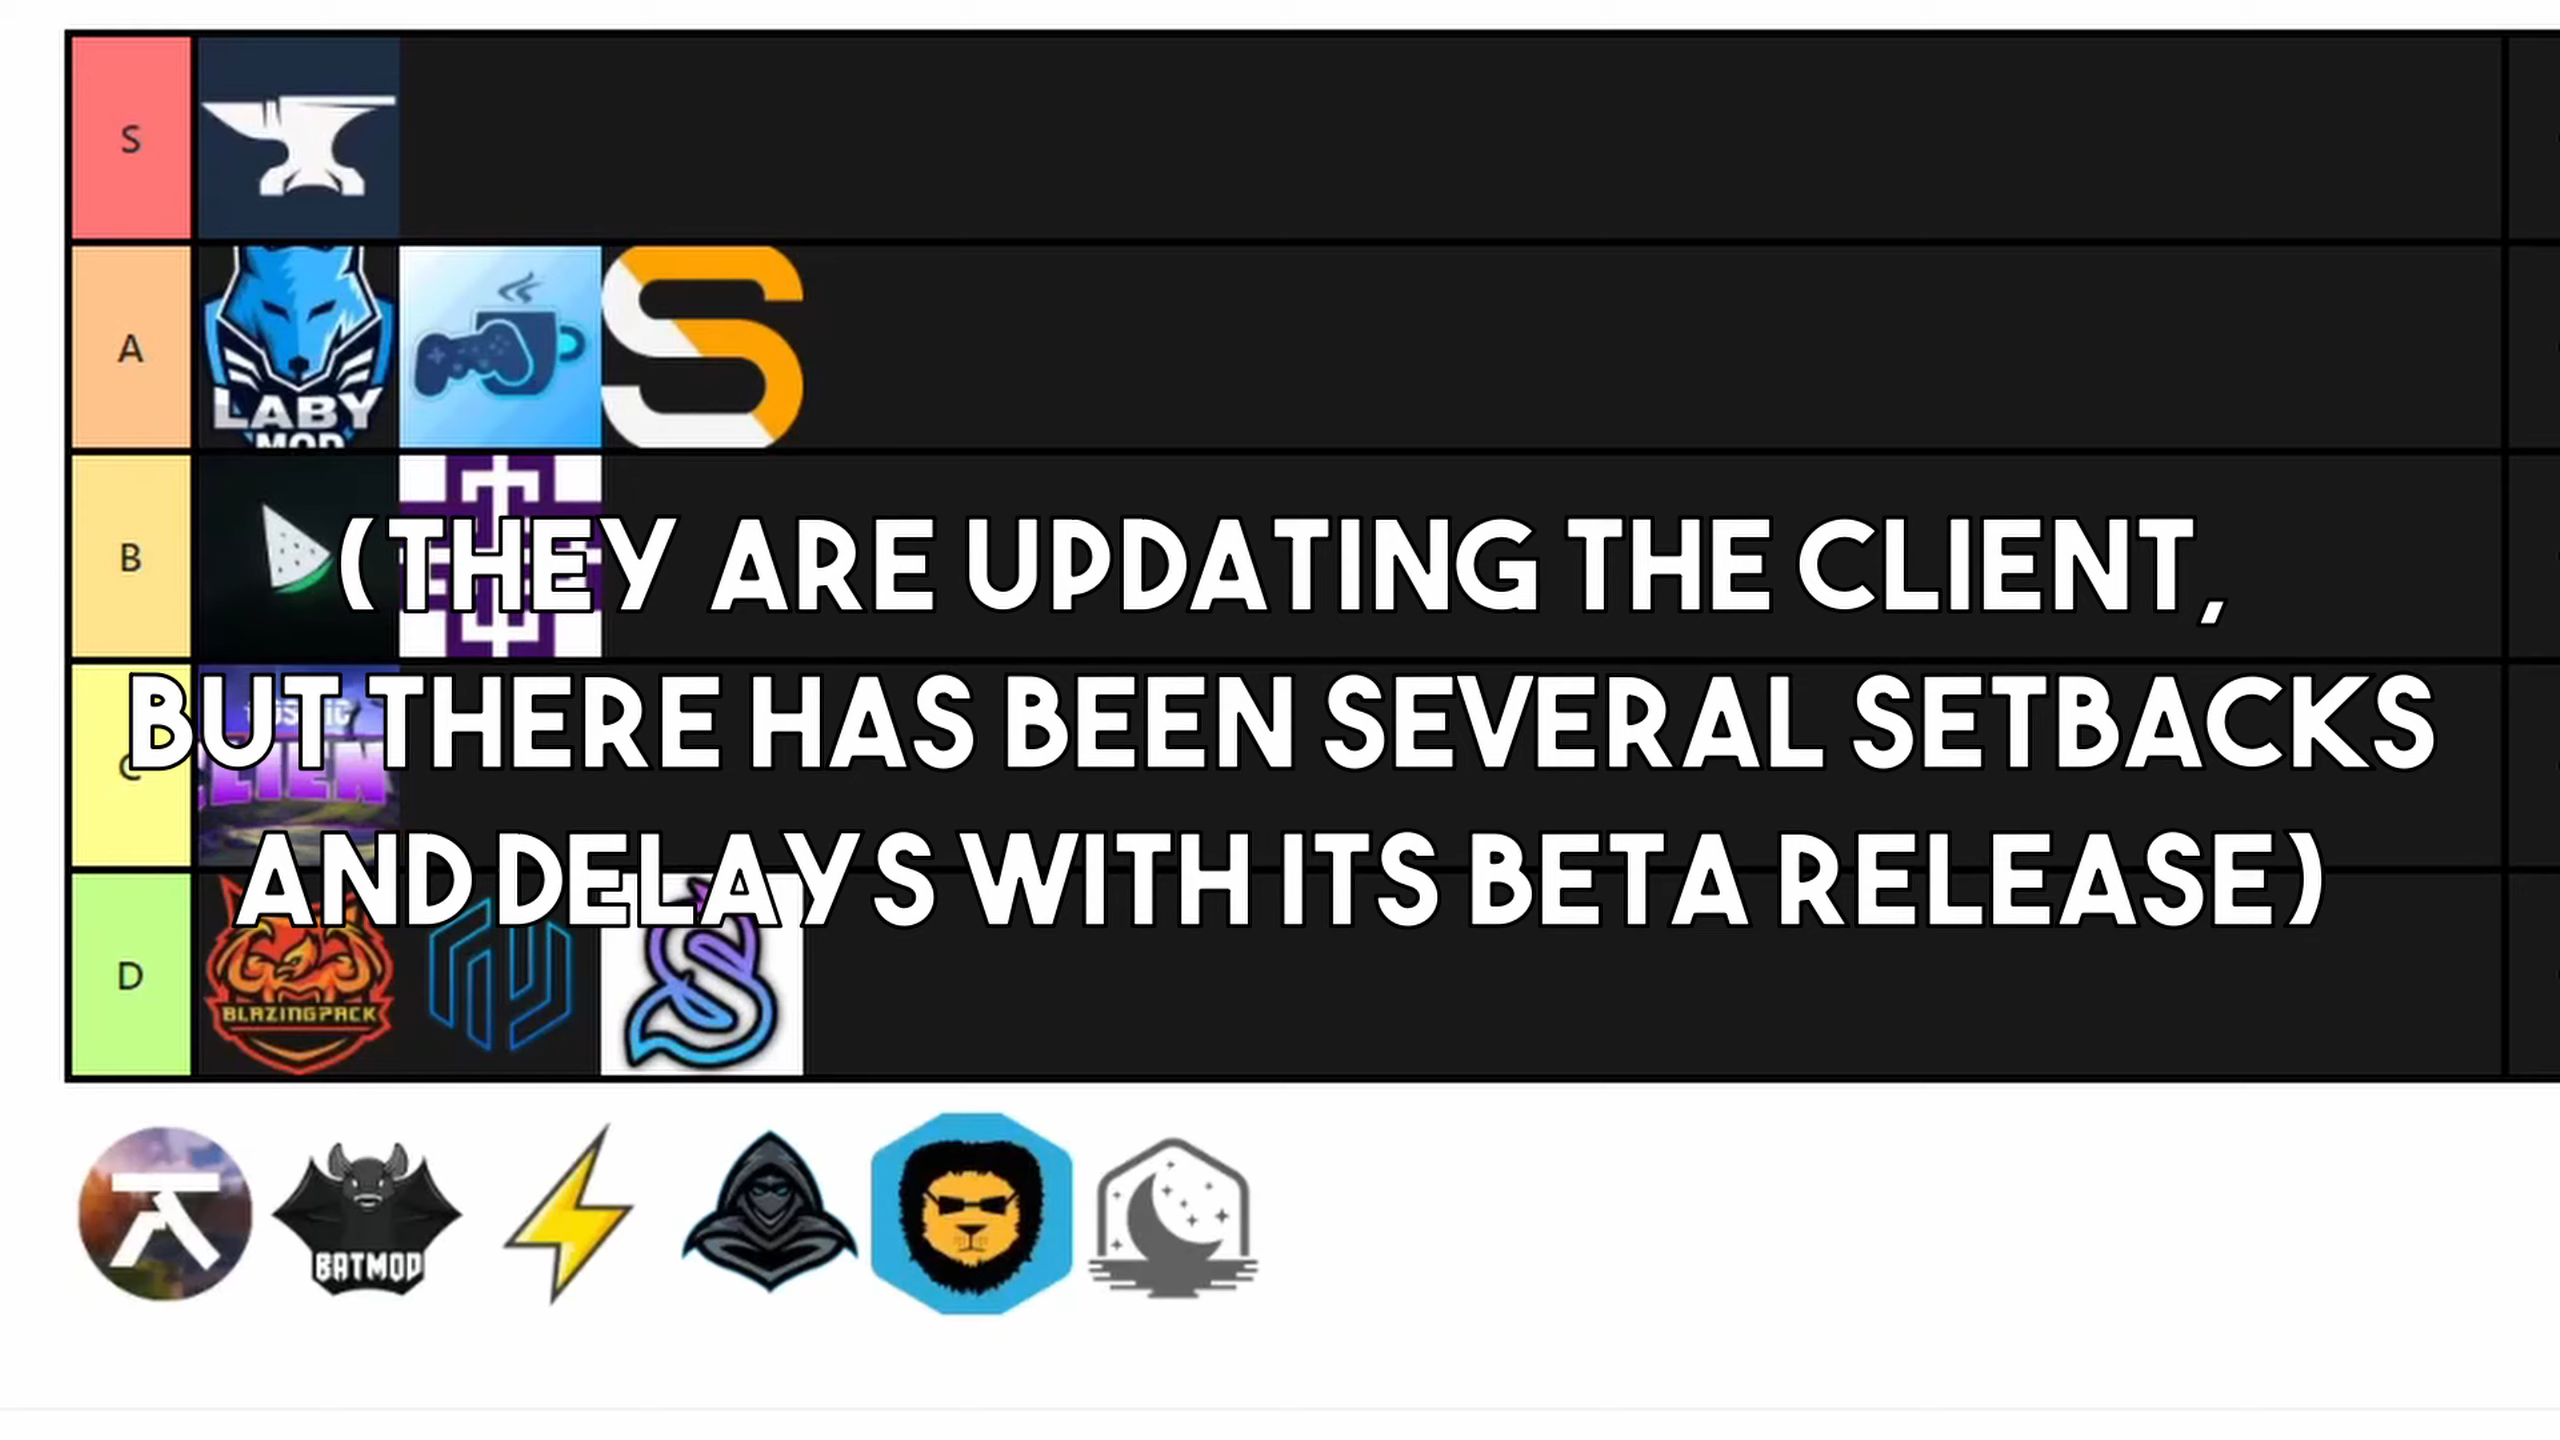 S
A
LABY
MOD
B
(THEY ARE UPDATING THE CLIENT,
BUT THERE HAS BEEN SEVERAL SETBACKS
C
AND DELAYS WITH ITS BETA RELEASE)
D
BLAZINGPACK
BATMOD